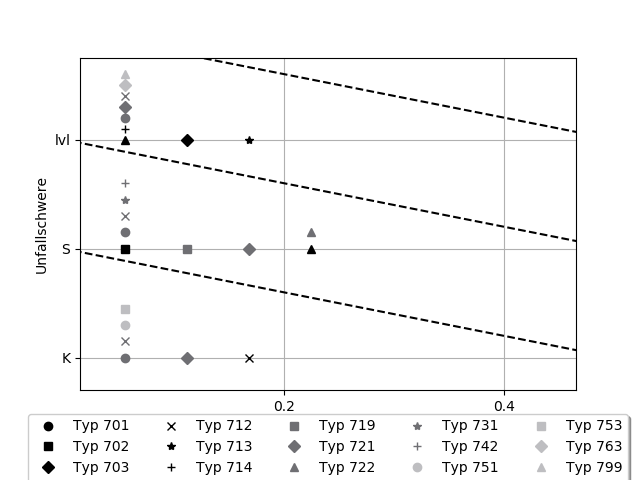 lvl
S
K
Unfallschwere
0.2 0.4
Typ 701 Typ 712 Typ 719 Typ 731 Typ 753
Typ 702 Typ 713 Typ 721 Typ 742 Typ 763
Typ 703 Typ 714 Typ 722 Typ 751 Typ 799